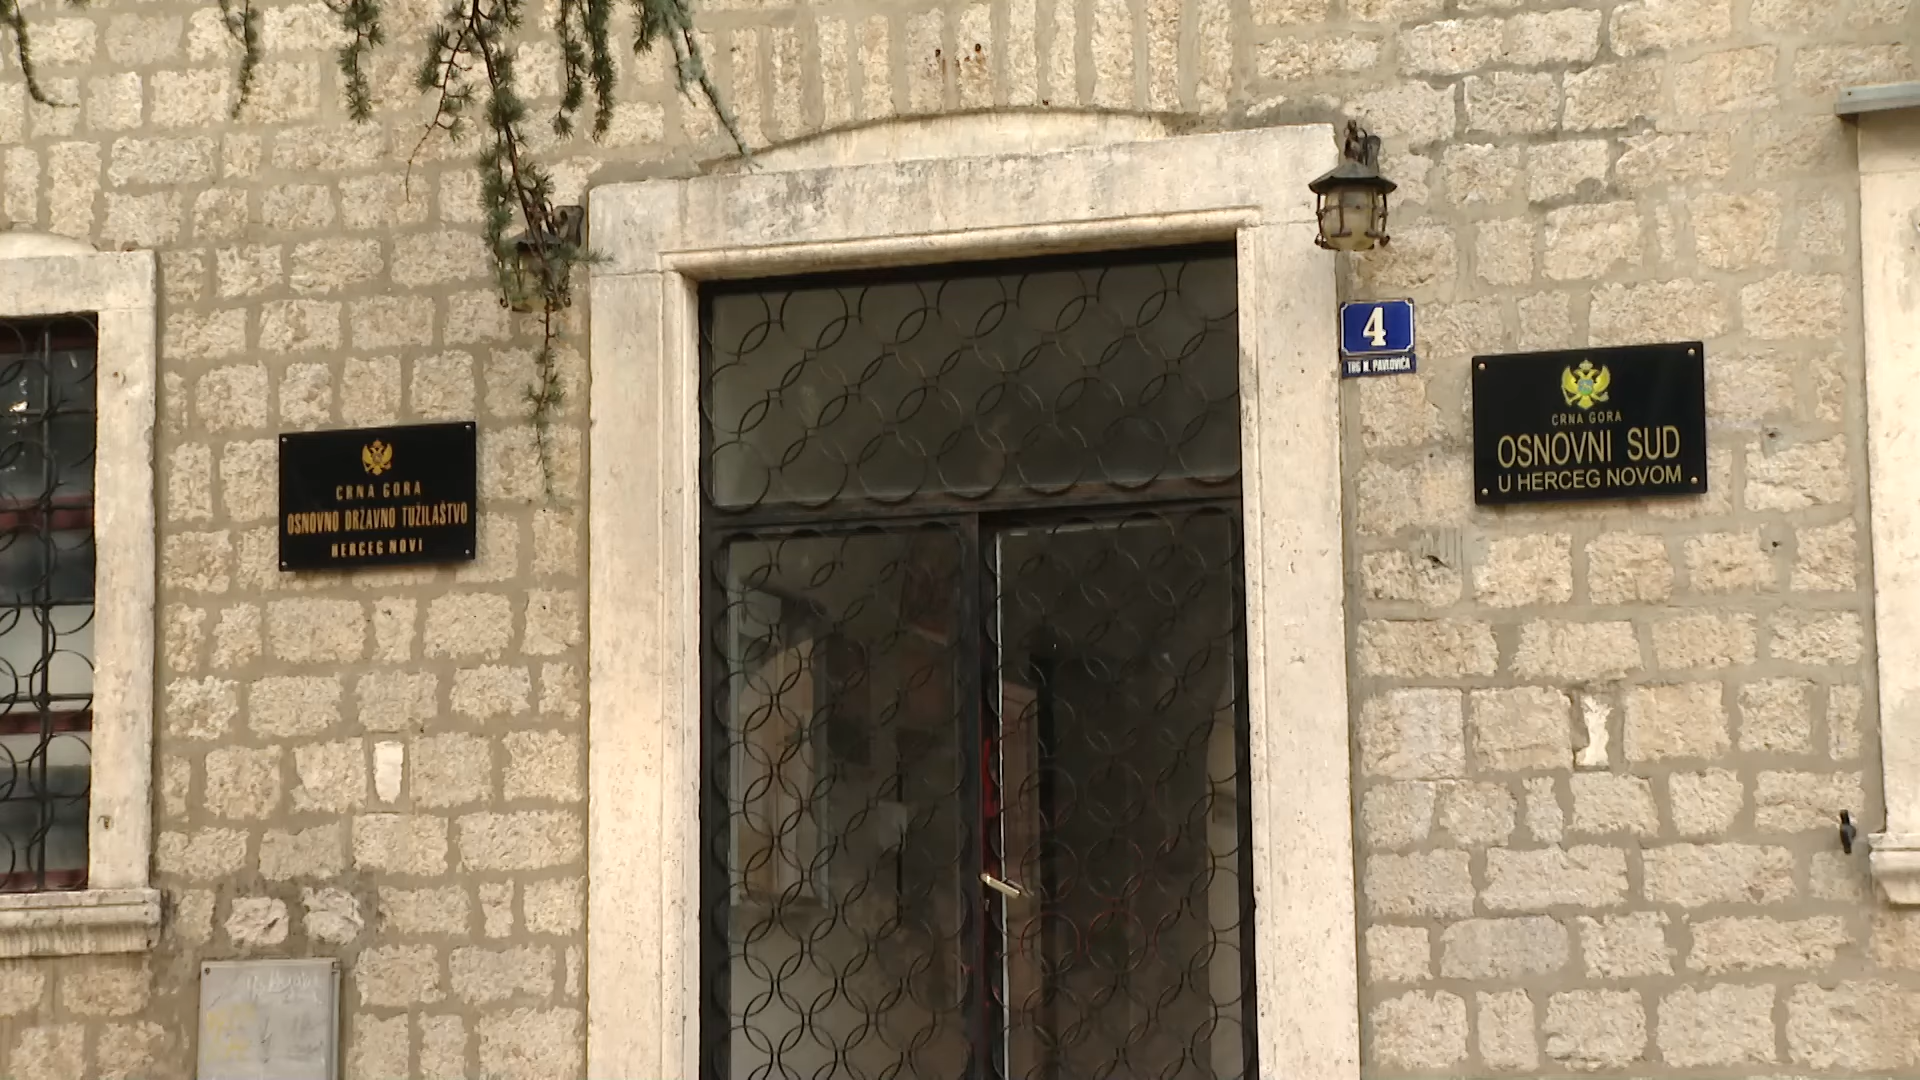 CRNA GORA
OSNOVNO DRŽAVNO TUŽILAŠTVO
HERCEG NOVI
4
TRG M. PAVLOVIĆA
CRNA GORA
OSNOVNI SUD
U HERCEG NOVOM